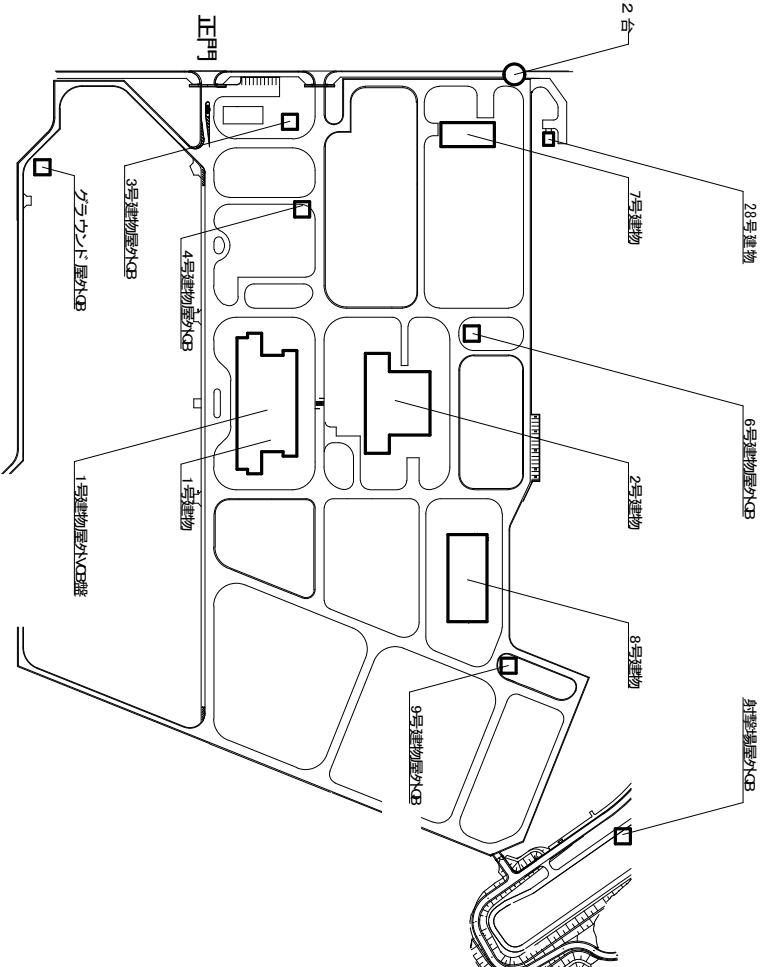 正門
2台
28号建物
7号建物
3号建物屋外QB
4号建物屋外QB
グラウンド屋外QB
6号建物屋外QB
2号建物
1号建物
1号建物屋外VCB盤
8号建物
9号建物屋外QB
射撃場屋外QB